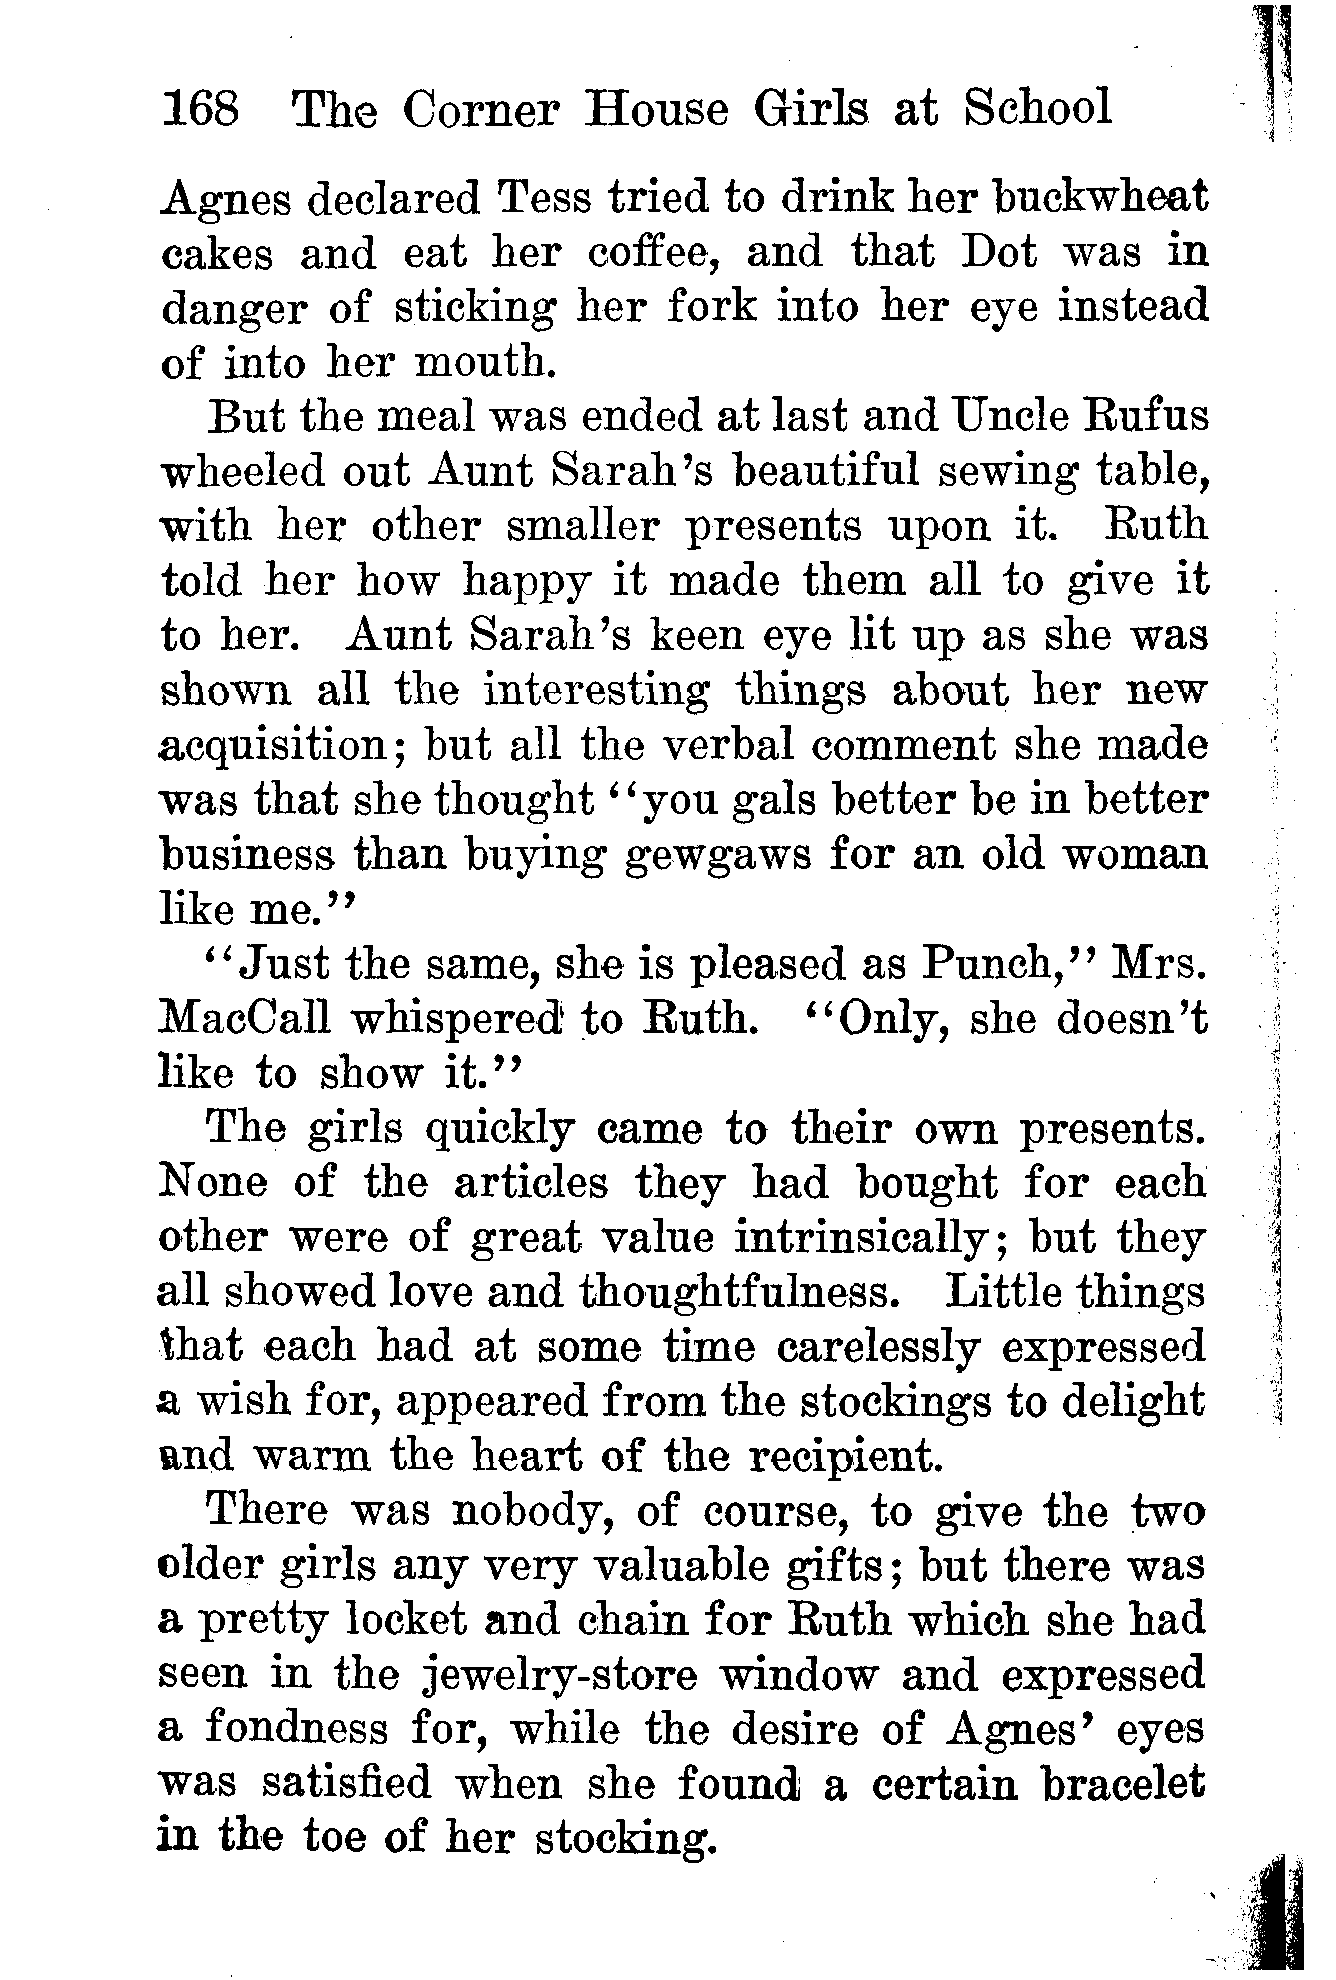 168 The Corner House Girls at School
Agnes declared Tess tried to drink her buckwheat
cakes and eat her coffee, and that Dot was in
danger of sticking her fork into her eye instead
of into her mouth.
But the meal was ended at last and Uncle Rufus
wheeled out Aunt Sarah's beautiful sewing table,
with her other smaller presents upon it. Ruth
told her how happy it made them all to give it
to her. Aunt Sarah's keen eye lit up as she was
shown all the interesting things about her new
acquisition; but all the verbal comment she made
was that she thought "you gals better be in better
business than buying gewgaws for an old woman
like me."
"Just the same, she is pleased as Punch," Mrs.
MacCall whispered to Ruth. "Only, she doesn't
like to show it."
The girls quickly came to their own presents.
None of the articles they had bought for each
other were of great value intrinsically; but they
all showed love and thoughtfulness. Little things
that each had at some time carelessly expressed
a wish for, appeared from the stockings to delight
and warm the heart of the recipient.
There was nobody, of course, to give the two
older girls any very valuable gifts; but there was
a pretty locket and chain for Ruth which she had
seen in the jewelry-store window and expressed
a fondness for, while the desire of Agnes' eyes
was satisfied when she found a certain bracelet
in the toe of her stocking.